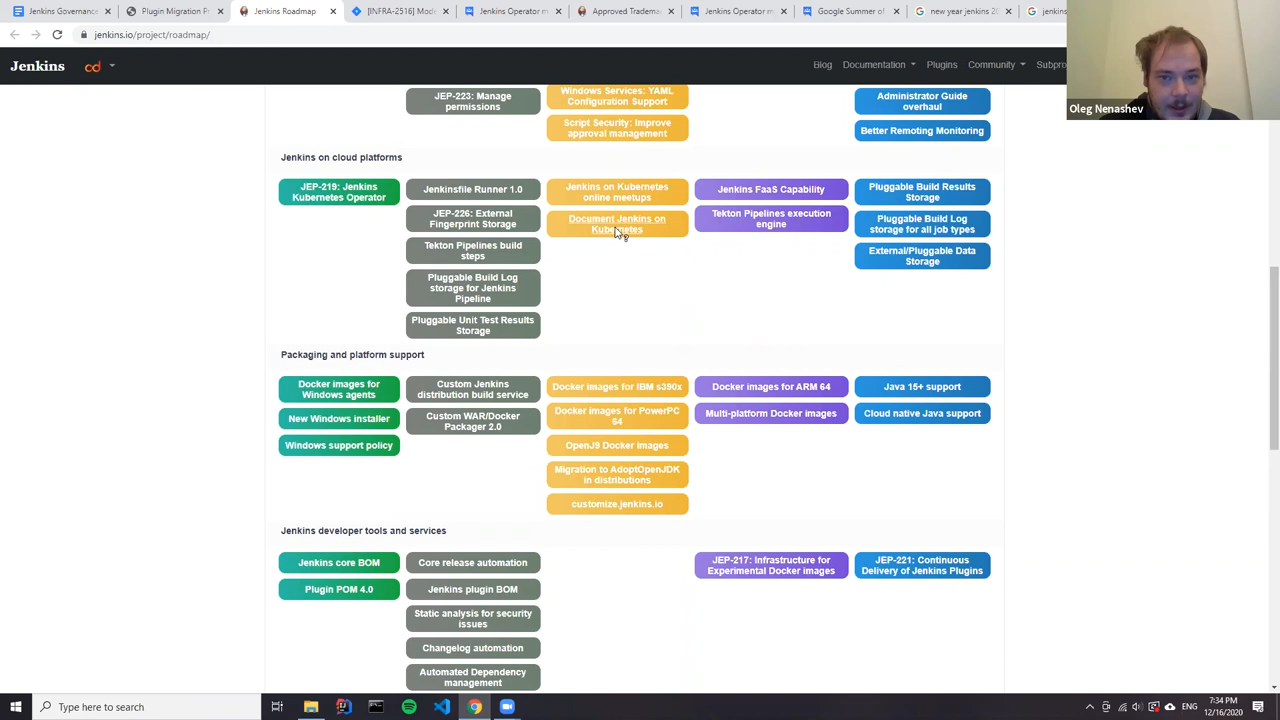 Jenkins Governance
Plugin Migration Pr
Jenkins Roadmap
[INFRA-2516] Mod
Jenkins Operator m
Approved Tradema
Jenkins Operator m
Google Summer of
new year jenkins 20
jenkins
jenkins.io/project/roadmap/
Jenkins
cd
Blog
Documentation
Plugins
Community
Subpro
Oleg Nenashev
JEP-223: Manage
permissions
Windows Services: YAML
Configuration Support
Script Security: Improve
approval management
Administrator Guide
overhaul
Better Remoting Monitoring
Jenkins on cloud platforms
JEP-219: Jenkins
Kubernetes Operator
Jenkinsfile Runner 1.0
JEP-226: External
Fingerprint Storage
Tekton Pipelines build
steps
Pluggable Build Log
storage for Jenkins
Pipeline
Pluggable Unit Test Results
Storage
Jenkins on Kubernetes
online meetups
Document Jenkins on
Kubernetes
Jenkins FaaS Capability
Tekton Pipelines execution
engine
Pluggable Build Results
Storage
Pluggable Build Log
storage for all job types
External/Pluggable Data
Storage
Packaging and platform support
Docker images for
Windows agents
New Windows installer
Windows support policy
Custom Jenkins
distribution build service
Custom WAR/Docker
Packager 2.0
Docker images for IBM s390x
Docker images for PowerPC
64
OpenJ9 Docker images
Migration to AdoptOpenJDK
in distributions
customize.jenkins.io
Docker images for ARM 64
Multi-platform Docker images
Java 15+ support
Cloud native Java support
Jenkins developer tools and services
Jenkins core BOM
Plugin POM 4.0
Core release automation
Jenkins plugin BOM
Static analysis for security
issues
Changelog automation
Automated Dependency
management
JEP-217: Infrastructure for
Experimental Docker images
JEP-221: Continuous
Delivery of Jenkins Plugins
Type here to search
ENG
7:34 PM
12/16/2020